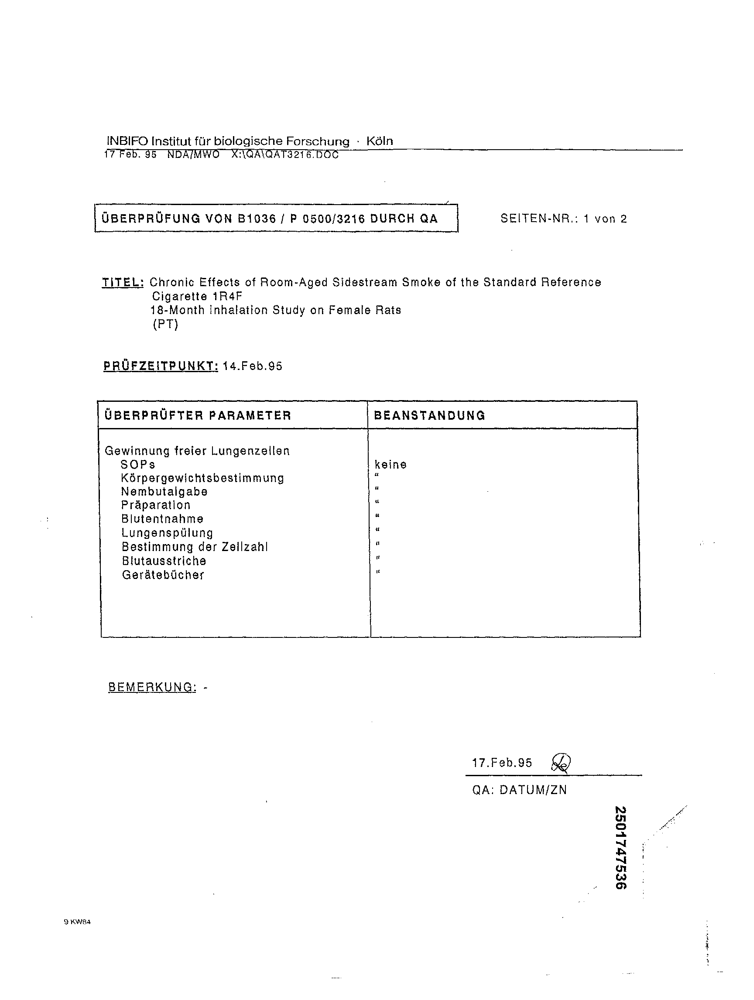 INBIFO Institut für biologische Forschung · Köln
17 Feb. 95 NDA/MWO X:\QA\QAT3216.DOC
ÜBERPRÜFUNG VON B1036 / P 0500/3216 DURCH QA SEITEN-NR.: 1 von 2
TITEL: Chronic Effects of Room-Aged Sidestream Smoke of the Standard Reference
Cigarette 1R4F
18-Month Inhalation Study on Female Rats
(PT)
PRÜFZEITPUNKT: 14.Feb.95
ÜBERPRÜFTER PARAMETER BEANSTANDUNG
Gewinnung freier Lungenzellen
SOPs keine
Körpergewichtsbestimmung "
Nembutalgabe "
Präparation "
Blutentnahme "
Lungenspülung "
Bestimmung der Zellzahl "
Blutausstriche "
Gerätebücher "
BEMERKUNG: -
17.Feb.95
QA: DATUM/ZN
2501747536
9 KW84